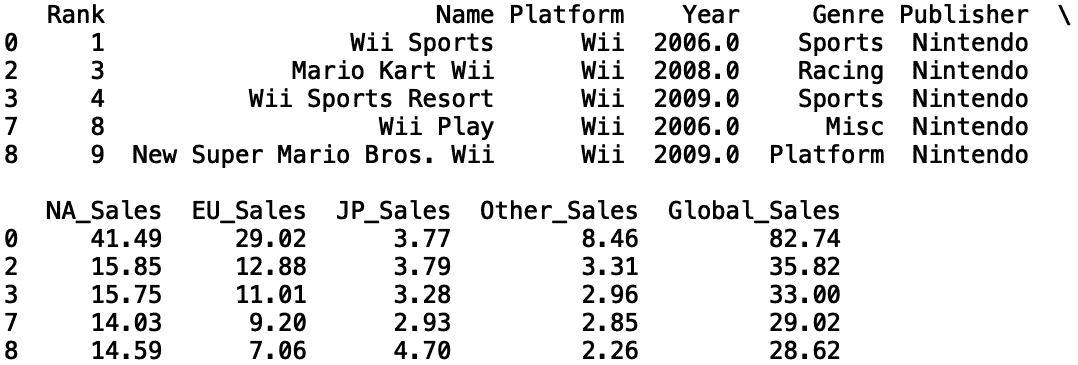 Rank                       Name Platform    Year     Genre Publisher  \
0     1                 Wii Sports      Wii  2006.0    Sports  Nintendo
2     3             Mario Kart Wii      Wii  2008.0    Racing  Nintendo
3     4          Wii Sports Resort      Wii  2009.0    Sports  Nintendo
7     8                   Wii Play      Wii  2006.0      Misc  Nintendo
8     9  New Super Mario Bros. Wii      Wii  2009.0  Platform  Nintendo

   NA_Sales  EU_Sales  JP_Sales  Other_Sales  Global_Sales
0     41.49     29.02      3.77         8.46         82.74
2     15.85     12.88      3.79         3.31         35.82
3     15.75     11.01      3.28         2.96         33.00
7     14.03      9.20      2.93         2.85         29.02
8     14.59      7.06      4.70         2.26         28.62